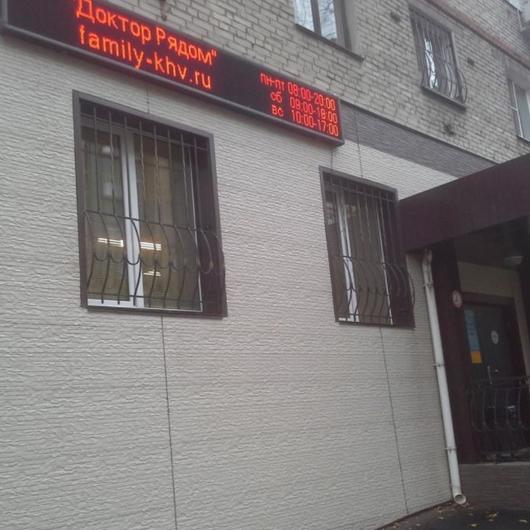 Доктор Рядом"
family-khv.ru
пн-пт 08:00-20:00
сб 09:00-18:00
вс 10:00-17:00